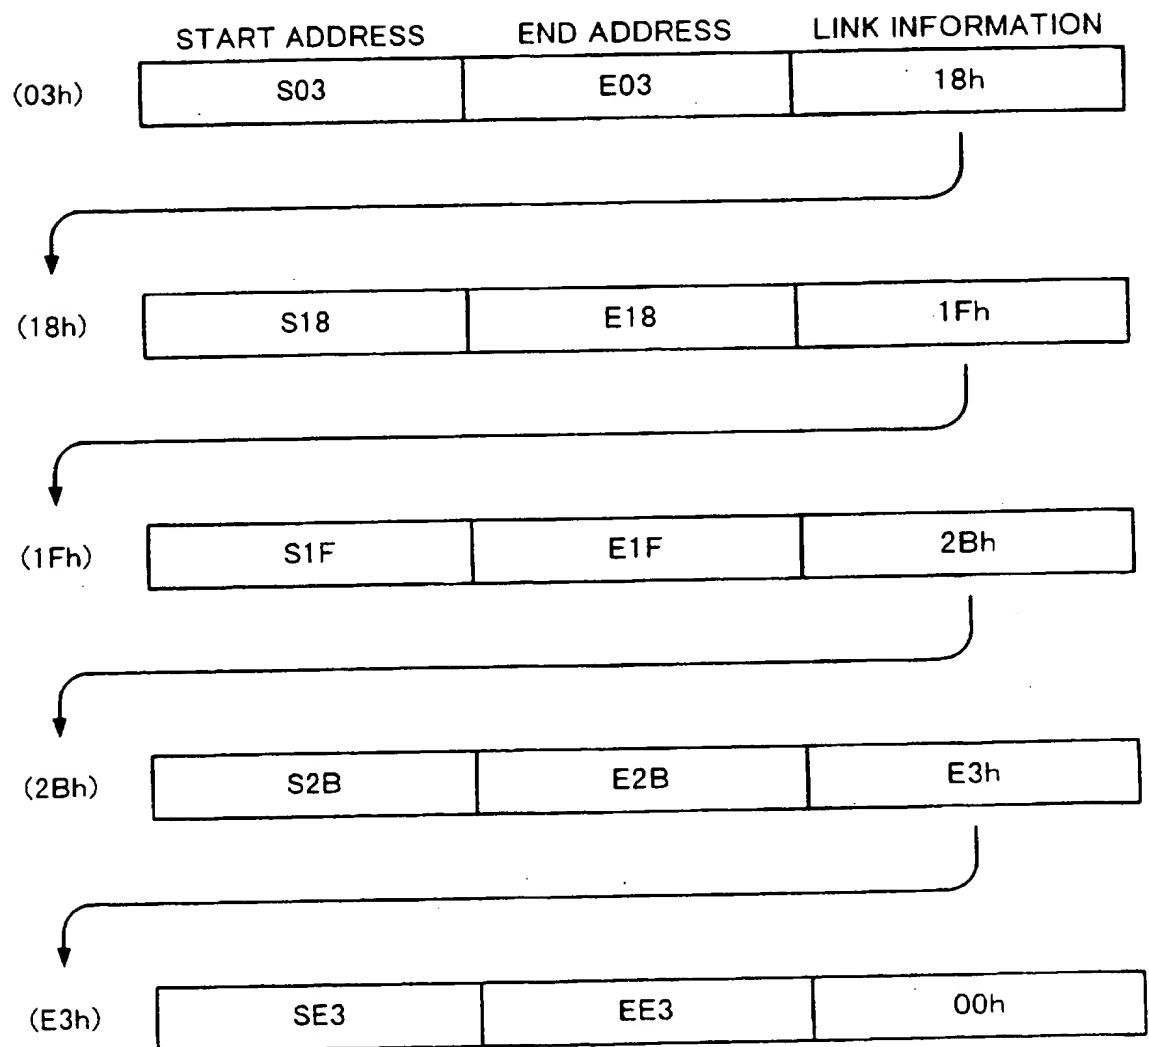 START ADDRESS END ADDRESS LINK INFORMATION
(03h) S03 E03 18h
(18h) S18 E18 1Fh
(1Fh) S1F E1F 2Bh
(2Bh) S2B E2B E3h
(E3h) SE3 EE3 00h